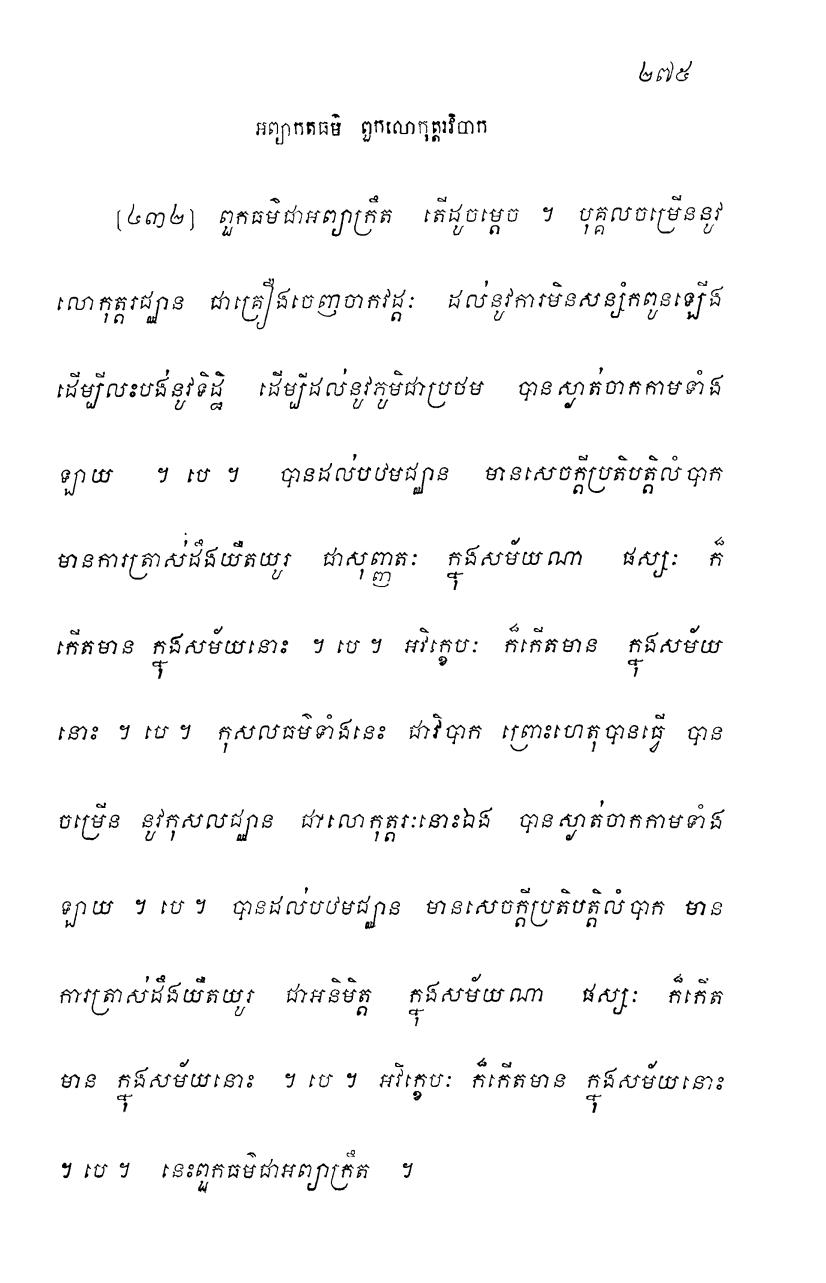 ២៧៥
អព្យាកតធម៌ ពួកលោកុត្តរវិបាក
[៤៣២] ពួកធម៌ជាអព្យាក្រឹត តើដូចម្តេច ។ បុគ្គលចម្រើននូវ
លោកុត្តរជ្ឈាន ជាគ្រឿងចេញចាកវដ្តៈ ដល់នូវការមិនសន្សំកពូនឡើង
ដើម្បីលះបង់នូវទិដ្ឋិ ដើម្បីដល់នូវភូមិជាប្រថម បានស្ងាត់ចាកកាមទាំង
ឡាយ ។ បេ ។ បានដល់បឋមជ្ឈាន មានសេចក្តីប្រតិបត្តិលំបាក
មានការត្រាស់ដឹងយឺតយូរ ជាសុញ្ញតៈ ក្នុងសម័យណា ផស្សៈ ក៏
កើតមាន ក្នុងសម័យនោះ ។ បេ ។ អវិក្ខេបៈ ក៏កើតមាន ក្នុងសម័យ
នោះ ។ បេ ។ កុសលធម៌ទាំងនេះ ជាវិបាក ព្រោះហេតុបានធ្វើ បាន
ចម្រើន នូវកុសលជ្ឈាន ជាលោកុត្តរៈនោះឯង បានស្ងាត់ចាកកាមទាំង
ឡាយ ។ បេ ។ បានដល់បឋមជ្ឈាន មានសេចក្តីប្រតិបត្តិលំបាក មាន
ការត្រាស់ដឹងយឺតយូរ ជាអនិមិត្ត ក្នុងសម័យណា ផស្សៈ ក៏កើត
មាន ក្នុងសម័យនោះ ។ បេ ។ អវិក្ខេបៈ ក៏កើតមាន ក្នុងសម័យនោះ
។ បេ ។ នេះពួកធម៌ជាអព្យាក្រឹត ។